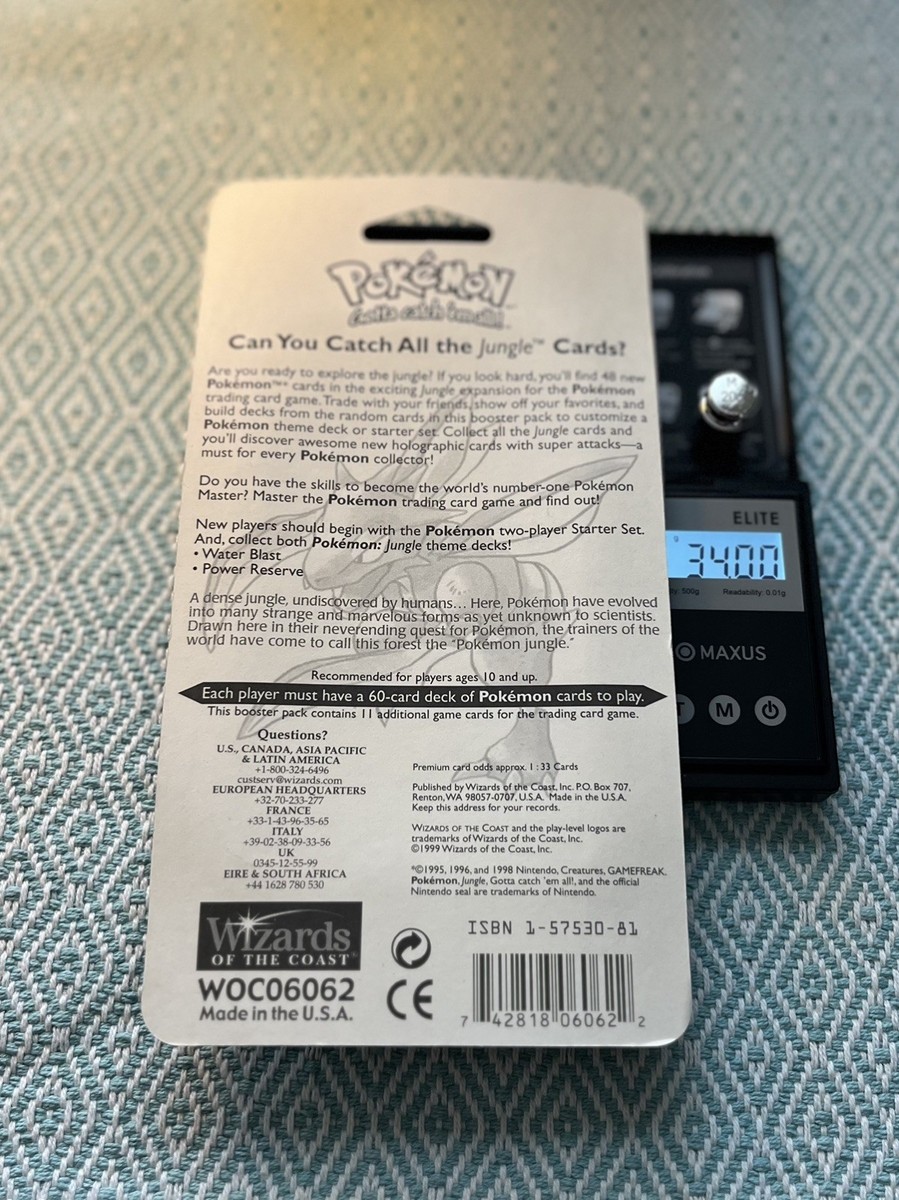 POKéMON
Gotta catch 'em all!
Can You Catch All the Jungle™ Cards?
Are you ready to explore the jungle? If you look hard, you'll find 48 new
Pokémon™* cards in the exciting Jungle expansion for the Pokémon
trading card game. Trade with your friends, show off your favorites, and
build decks from the random cards in this booster pack to customize a
Pokémon theme deck or starter set. Collect all the Jungle cards and
you'll discover awesome new holographic cards with super attacks—a
must for every Pokémon collector!
Do you have the skills to become the world's number-one Pokémon
Master? Master the Pokémon trading card game and find out!
New players should begin with the Pokémon two-player Starter Set.
And, collect both Pokémon: Jungle theme decks!
• Water Blast
• Power Reserve
A dense jungle, undiscovered by humans... Here, Pokémon have evolved
into many strange and marvelous forms as yet unknown to scientists.
Drawn here in their neverending quest for Pokémon, the trainers of the
world have come to call this forest the "Pokémon jungle."
Recommended for players ages 10 and up.
Each player must have a 60-card deck of Pokémon cards to play.
This booster pack contains 11 additional game cards for the trading card game.
Questions?
U.S., CANADA, ASIA PACIFIC
& LATIN AMERICA
+1-800-324-6496
custserv@wizards.com
EUROPEAN HEADQUARTERS
+32-70-233-277
FRANCE
+33-1-43-96-35-65
ITALY
+39-02-38-09-33-56
UK
0345-12-55-99
EIRE & SOUTH AFRICA
+44 1628 780 530
Premium card odds approx. 1:33 Cards
Published by Wizards of the Coast, Inc. P.O. Box 707,
Renton, WA 98057-0707, U.S.A. Made in the U.S.A.
Keep this address for your records.
WIZARDS OF THE COAST and the play-level logos are
trademarks of Wizards of the Coast, Inc.
©1999 Wizards of the Coast, Inc.
*©1995, 1996, and 1998 Nintendo, Creatures, GAMEFREAK.
Pokémon, Jungle, Gotta catch 'em all!, and the official
Nintendo seal are trademarks of Nintendo.
Wizards
OF THE COAST®
WOC06062
Made in the U.S.A.
CE
ISBN 1-57530-81
7 42818 06062 2
ELITE
g
34.00
500g Readability: 0.01g
MAXUS
T M